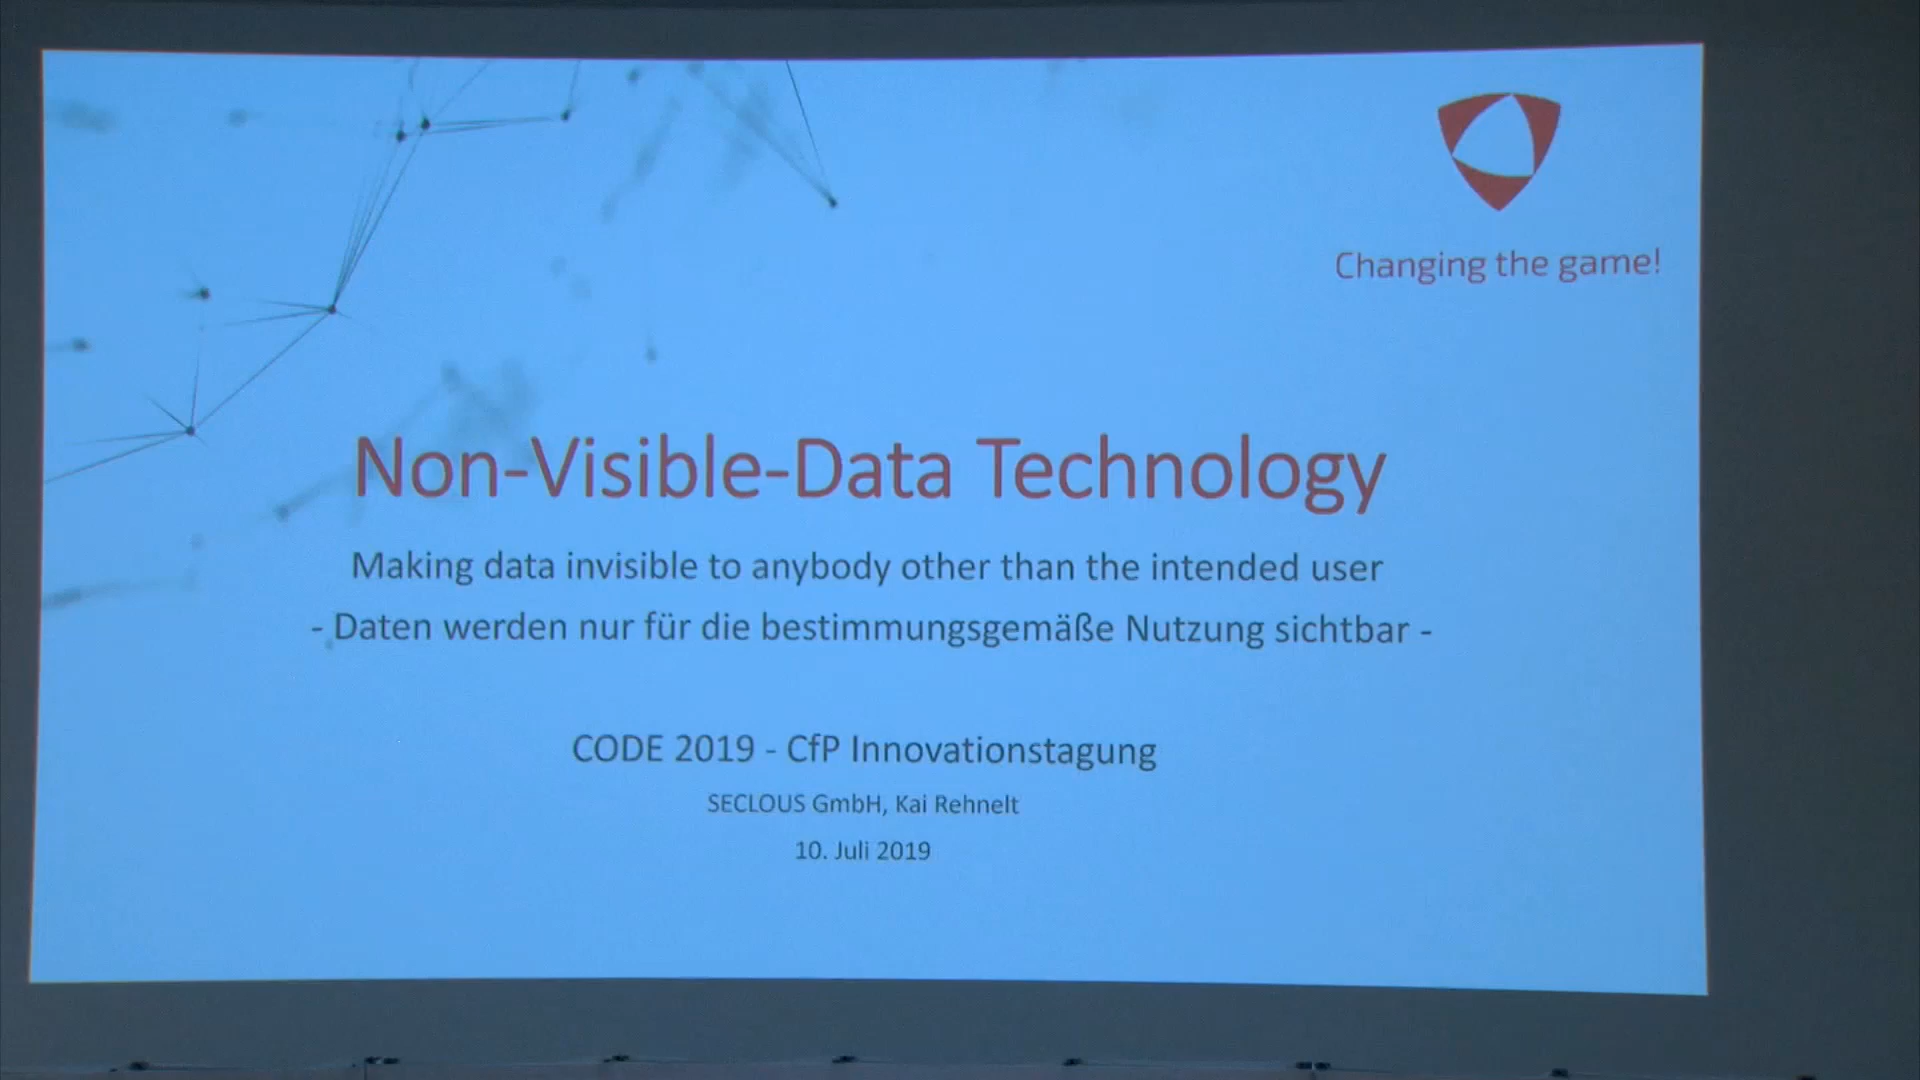 Changing the game!
Non-Visible-Data Technology
Making data invisible to anybody other than the intended user
- Daten werden nur für die bestimmungsgemäße Nutzung sichtbar -
CODE 2019 - CfP Innovationstagung
SECLOUS GmbH, Kai Rehnelt
10. Juli 2019